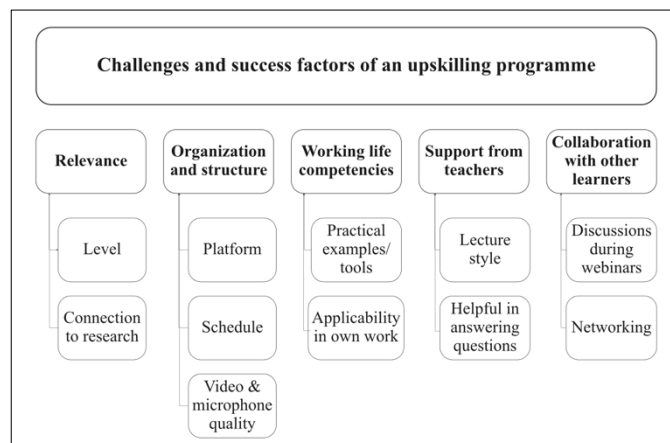 Challenges and success factors of an upskilling programme
Relevance
Level
Connection
to research
Organization
and structure
Platform
Schedule
Video &
microphone
quality
Working life
competencies
Practical
examples/
tools
Applicability
in own work
Support from
teachers
Lecture
style
Helpful in
answering
questions
Collaboration
with other
learners
Discussions
during
webinars
Networking